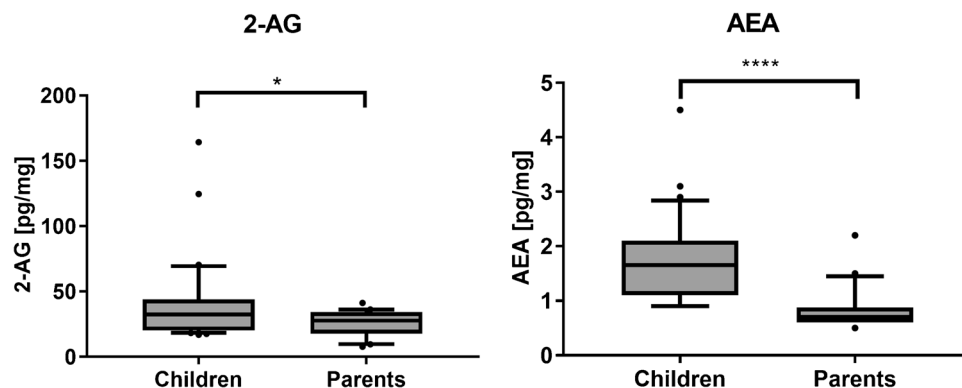 2-AG
*
200
150
100
50
0
2-AG [pg/mg]
Children Parents
AEA
****
5
4
3
2
1
0
AEA [pg/mg]
Children Parents